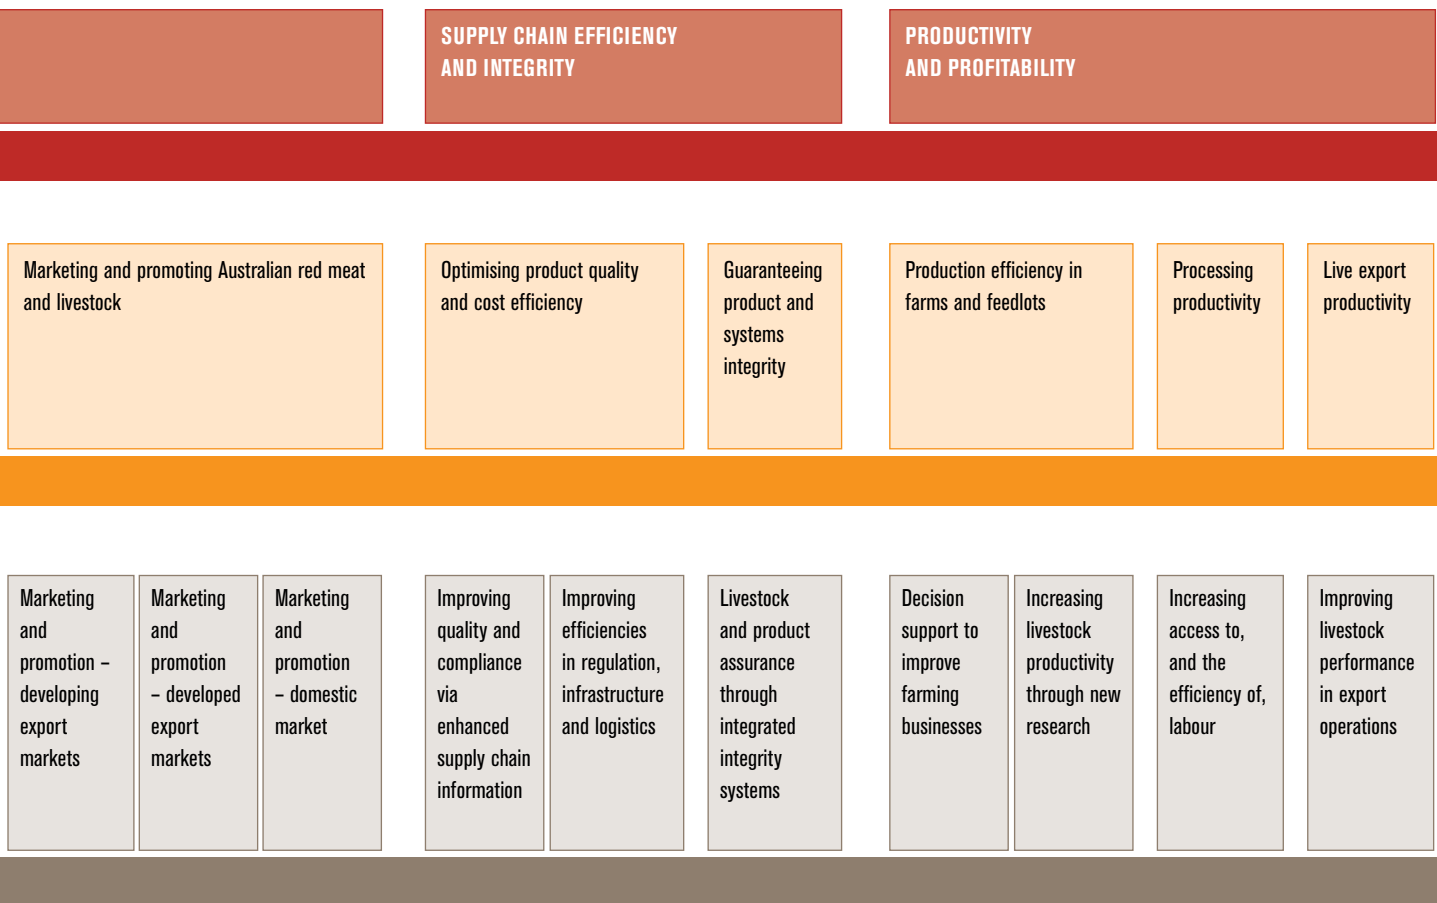 SUPPLY CHAIN EFFICIENCY
AND INTEGRITY
PRODUCTIVITY
AND PROFITABILITY
Marketing and promoting Australian red meat
and livestock
Optimising product quality
and cost efficiency
Guaranteeing
product and
systems
integrity
Production efficiency in
farms and feedlots
Processing
productivity
Live export
productivity
Marketing
and
promotion –
developing
export
markets
Marketing
and
promotion
– developed
export
markets
Marketing
and
promotion
– domestic
market
Improving
quality and
compliance
via
enhanced
supply chain
information
Improving
efficiencies
in regulation,
infrastructure
and logistics
Livestock
and product
assurance
through
integrated
integrity
systems
Decision
support to
improve
farming
businesses
Increasing
livestock
productivity
through new
research
Increasing
access to,
and the
efficiency of,
labour
Improving
livestock
performance
in export
operations